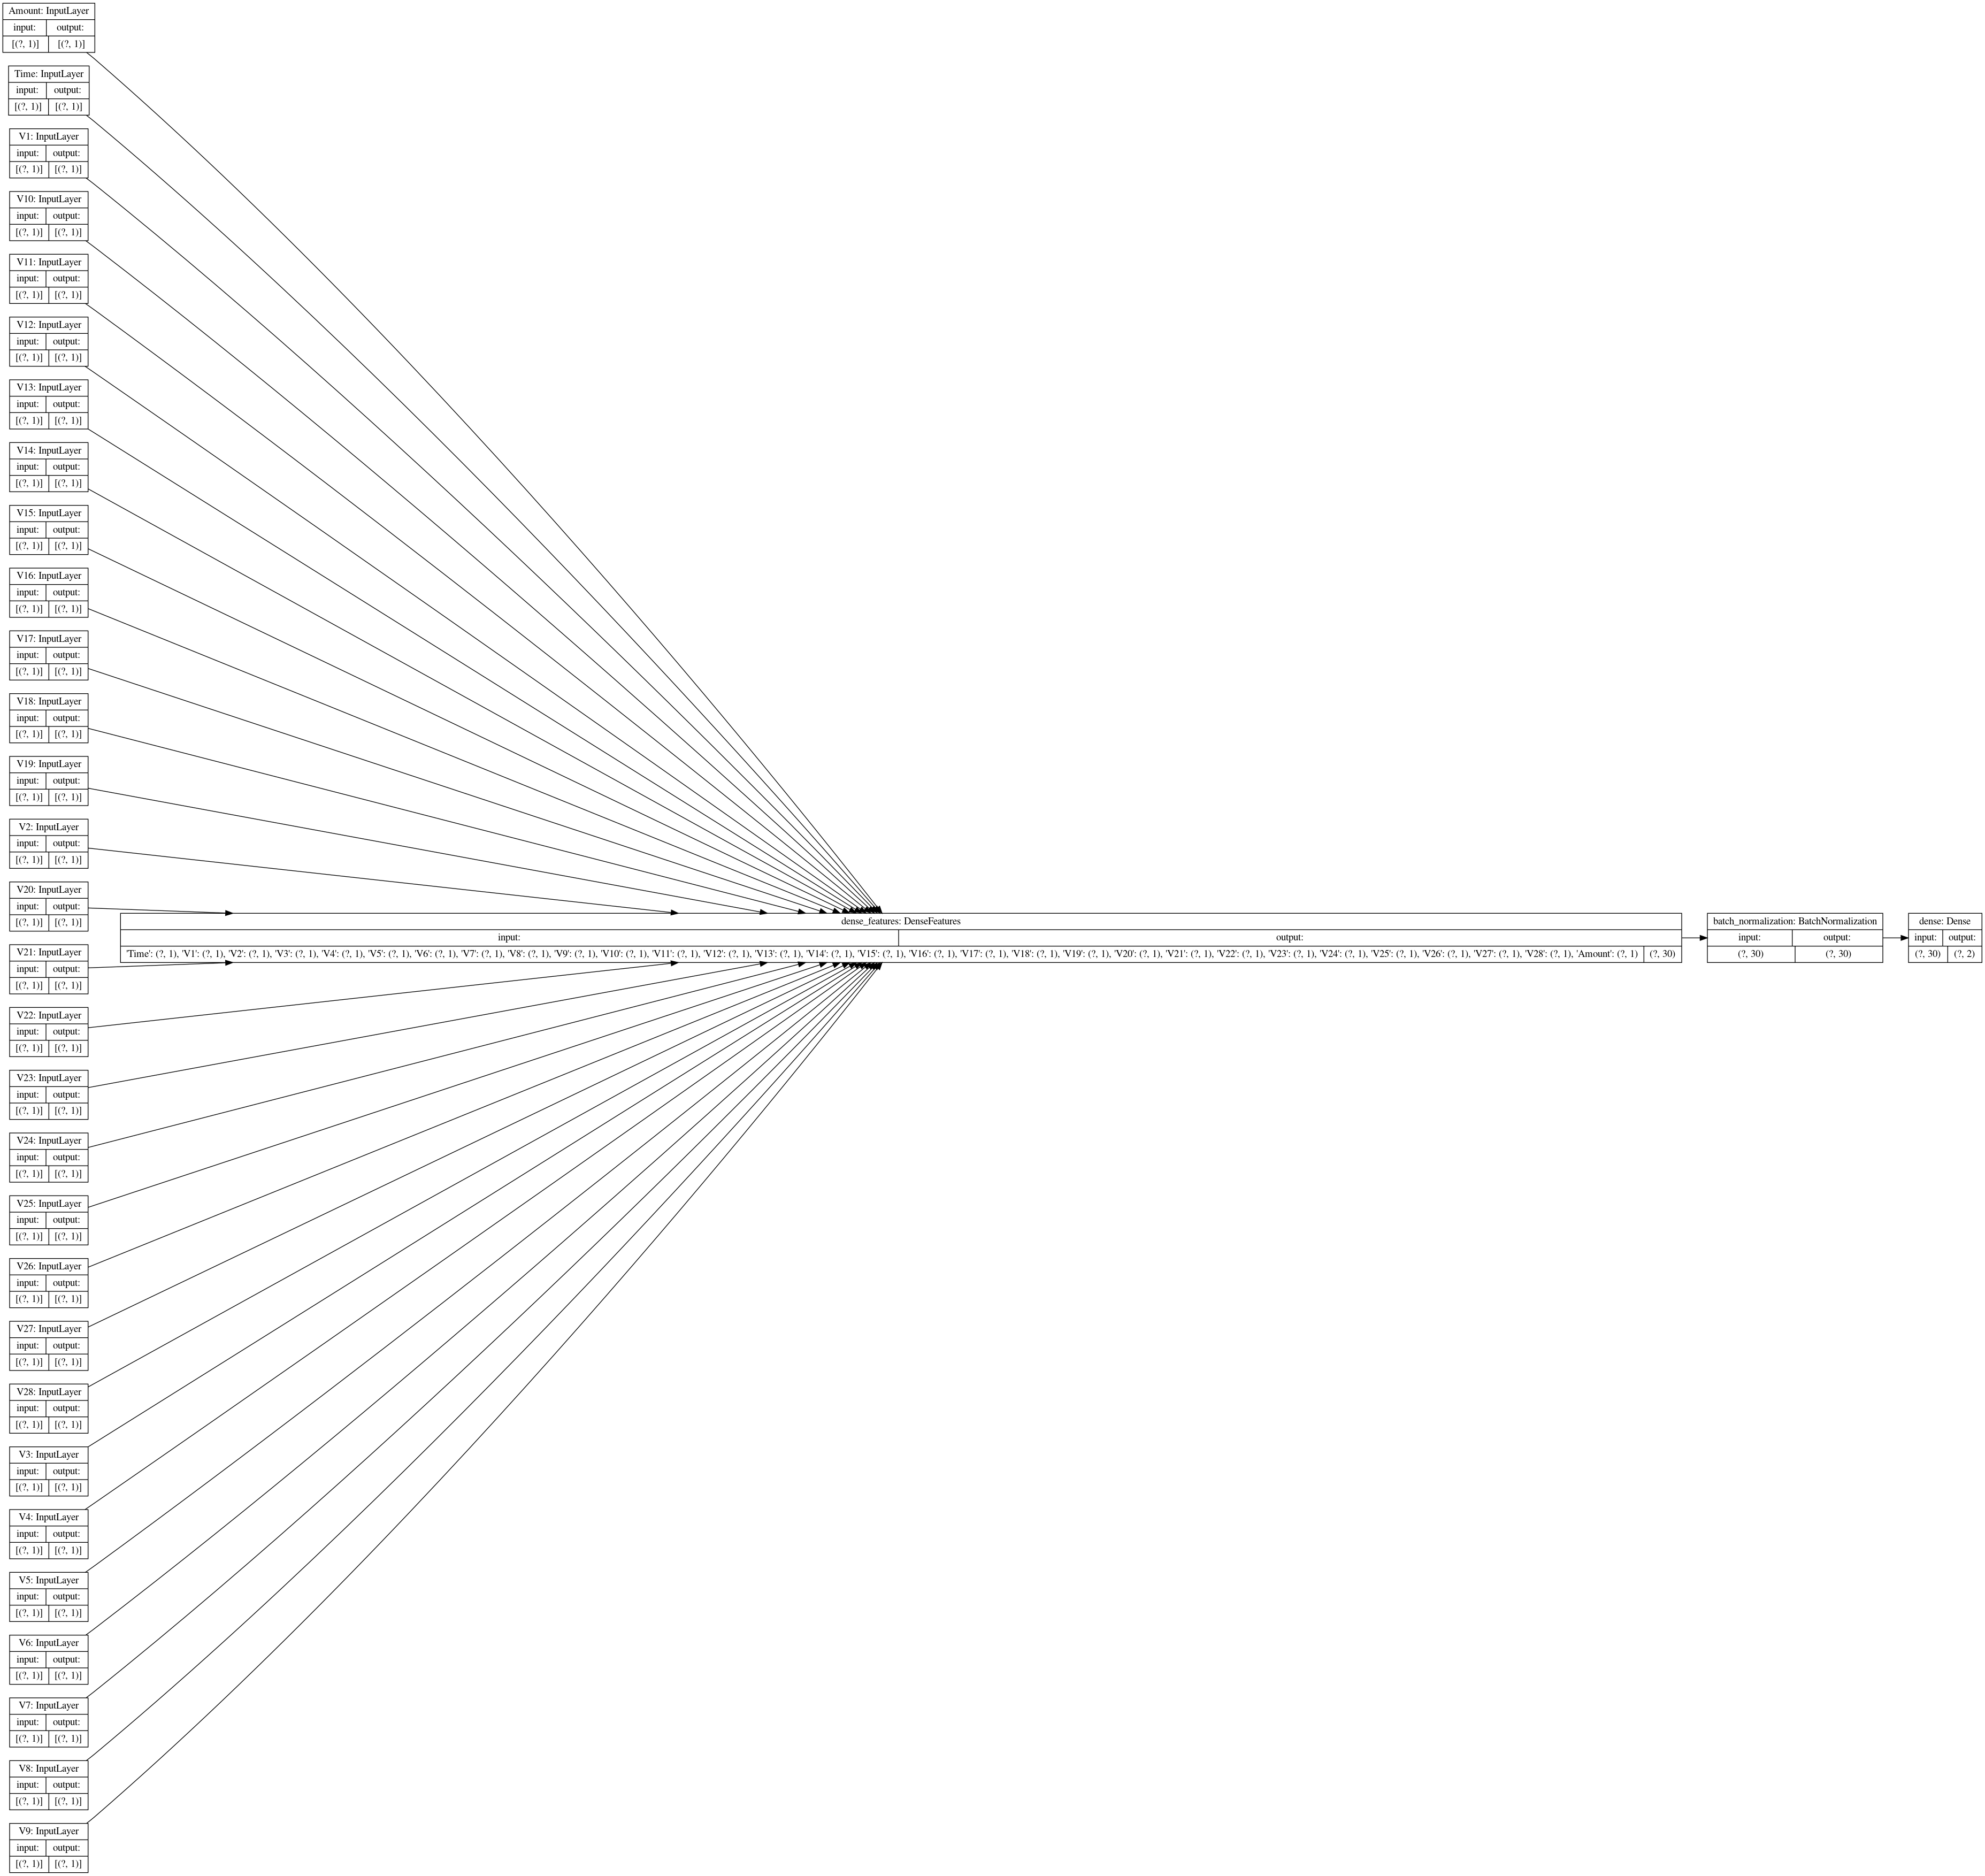 Amount: InputLayer
input: output:
[(?, 1)] [(?, 1)]
Time: InputLayer
input: output:
[(?, 1)] [(?, 1)]
V1: InputLayer
input: output:
[(?, 1)] [(?, 1)]
V10: InputLayer
input: output:
[(?, 1)] [(?, 1)]
V11: InputLayer
input: output:
[(?, 1)] [(?, 1)]
V12: InputLayer
input: output:
[(?, 1)] [(?, 1)]
V13: InputLayer
input: output:
[(?, 1)] [(?, 1)]
V14: InputLayer
input: output:
[(?, 1)] [(?, 1)]
V15: InputLayer
input: output:
[(?, 1)] [(?, 1)]
V16: InputLayer
input: output:
[(?, 1)] [(?, 1)]
V17: InputLayer
input: output:
[(?, 1)] [(?, 1)]
V18: InputLayer
input: output:
[(?, 1)] [(?, 1)]
V19: InputLayer
input: output:
[(?, 1)] [(?, 1)]
V2: InputLayer
input: output:
[(?, 1)] [(?, 1)]
V20: InputLayer
input: output:
[(?, 1)] [(?, 1)]
V21: InputLayer
input: output:
[(?, 1)] [(?, 1)]
V22: InputLayer
input: output:
[(?, 1)] [(?, 1)]
V23: InputLayer
input: output:
[(?, 1)] [(?, 1)]
V24: InputLayer
input: output:
[(?, 1)] [(?, 1)]
V25: InputLayer
input: output:
[(?, 1)] [(?, 1)]
V26: InputLayer
input: output:
[(?, 1)] [(?, 1)]
V27: InputLayer
input: output:
[(?, 1)] [(?, 1)]
V28: InputLayer
input: output:
[(?, 1)] [(?, 1)]
V3: InputLayer
input: output:
[(?, 1)] [(?, 1)]
V4: InputLayer
input: output:
[(?, 1)] [(?, 1)]
V5: InputLayer
input: output:
[(?, 1)] [(?, 1)]
V6: InputLayer
input: output:
[(?, 1)] [(?, 1)]
V7: InputLayer
input: output:
[(?, 1)] [(?, 1)]
V8: InputLayer
input: output:
[(?, 1)] [(?, 1)]
V9: InputLayer
input: output:
[(?, 1)] [(?, 1)]
dense_features: DenseFeatures
input: output:
'Time': (?, 1), 'V1': (?, 1), 'V2': (?, 1), 'V3': (?, 1), 'V4': (?, 1), 'V5': (?, 1), 'V6': (?, 1), 'V7': (?, 1), 'V8': (?, 1), 'V9': (?, 1), 'V10': (?, 1), 'V11': (?, 1), 'V12': (?, 1), 'V13': (?, 1), 'V14': (?, 1), 'V15': (?, 1), 'V16': (?, 1), 'V17': (?, 1), 'V18': (?, 1), 'V19': (?, 1), 'V20': (?, 1), 'V21': (?, 1), 'V22': (?, 1), 'V23': (?, 1), 'V24': (?, 1), 'V25': (?, 1), 'V26': (?, 1), 'V27': (?, 1), 'V28': (?, 1), 'Amount': (?, 1) (?, 30)
batch_normalization: BatchNormalization
input: output:
(?, 30) (?, 30)
dense: Dense
input: output:
(?, 30) (?, 2)